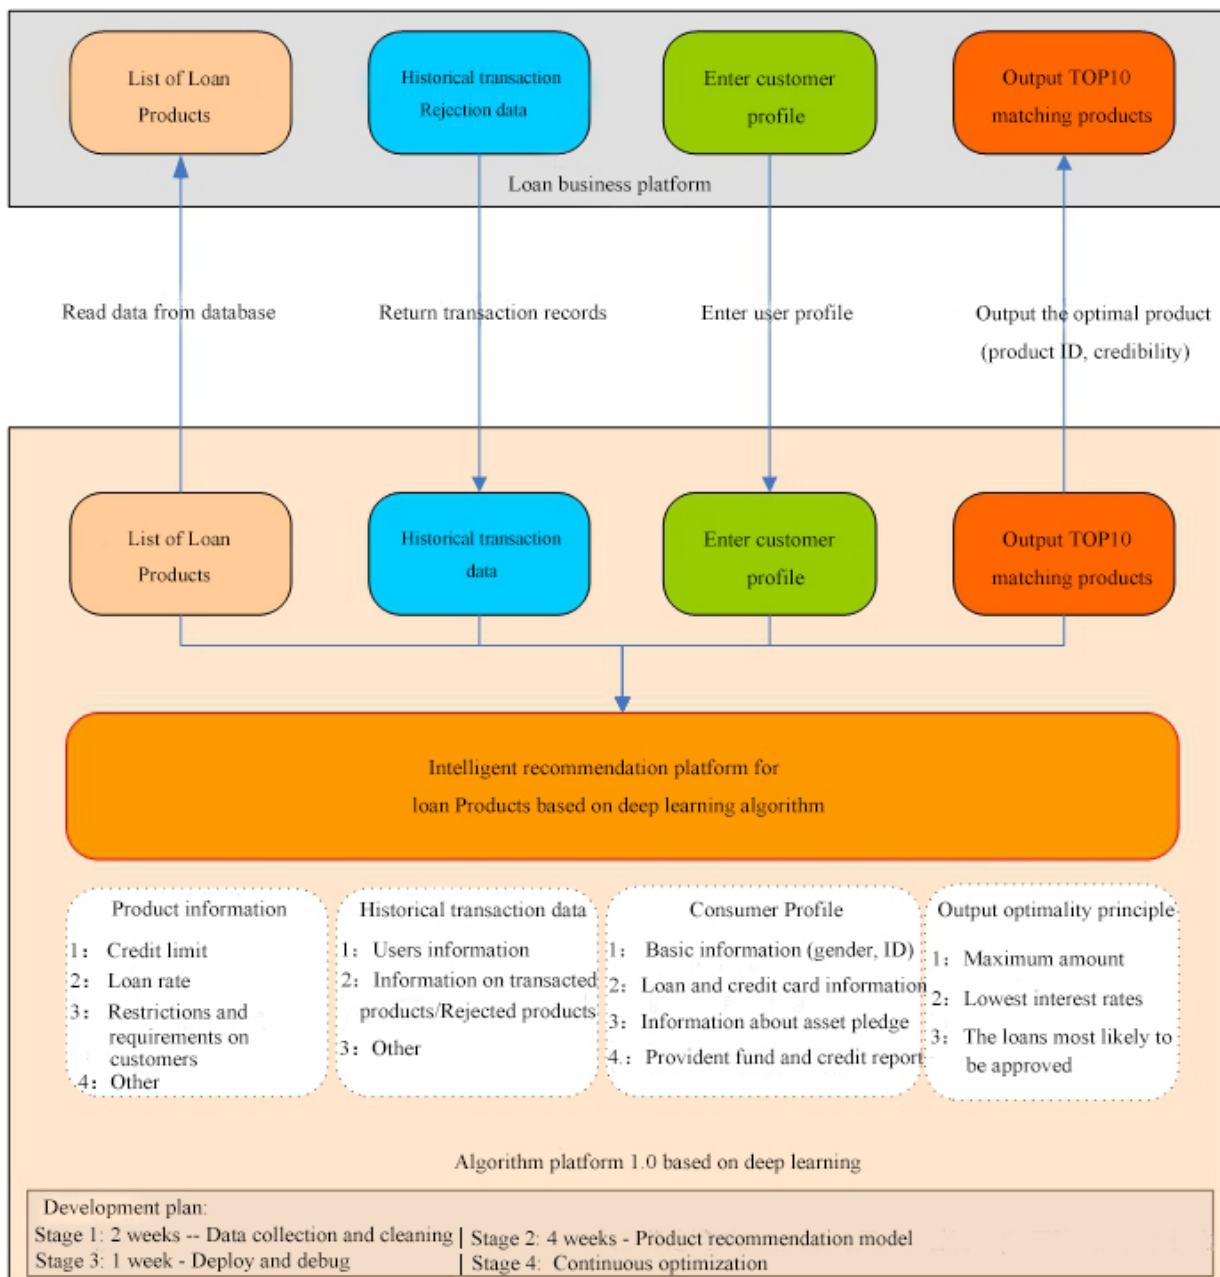 List of Loan
Products
Historical transaction
Rejection data
Enter customer
profile
Output TOP10
matching products
Loan business platform
Read data from database
Return transaction records
Enter user profile
Output the optimal product
(product ID, credibility)
List of Loan
Products
Historical transaction
data
Enter customer
profile
Output TOP10
matching products
Intelligent recommendation platform for
loan Products based on deep learning algorithm
Product information
1: Credit limit
2: Loan rate
3: Restrictions and
requirements on
customers
4: Other
Historical transaction data
1: Users information
2: Information on transacted
products/Rejected products
3: Other
Consumer Profile
1: Basic information (gender, ID)
2: Loan and credit card information
3: Information about asset pledge
4: Provident fund and credit report
Output optimality principle
1: Maximum amount
2: Lowest interest rates
3: The loans most likely to
be approved
Algorithm platform 1.0 based on deep learning
Development plan:
Stage 1: 2 weeks -- Data collection and cleaning | Stage 2: 4 weeks - Product recommendation model
Stage 3: 1 week - Deploy and debug | Stage 4: Continuous optimization